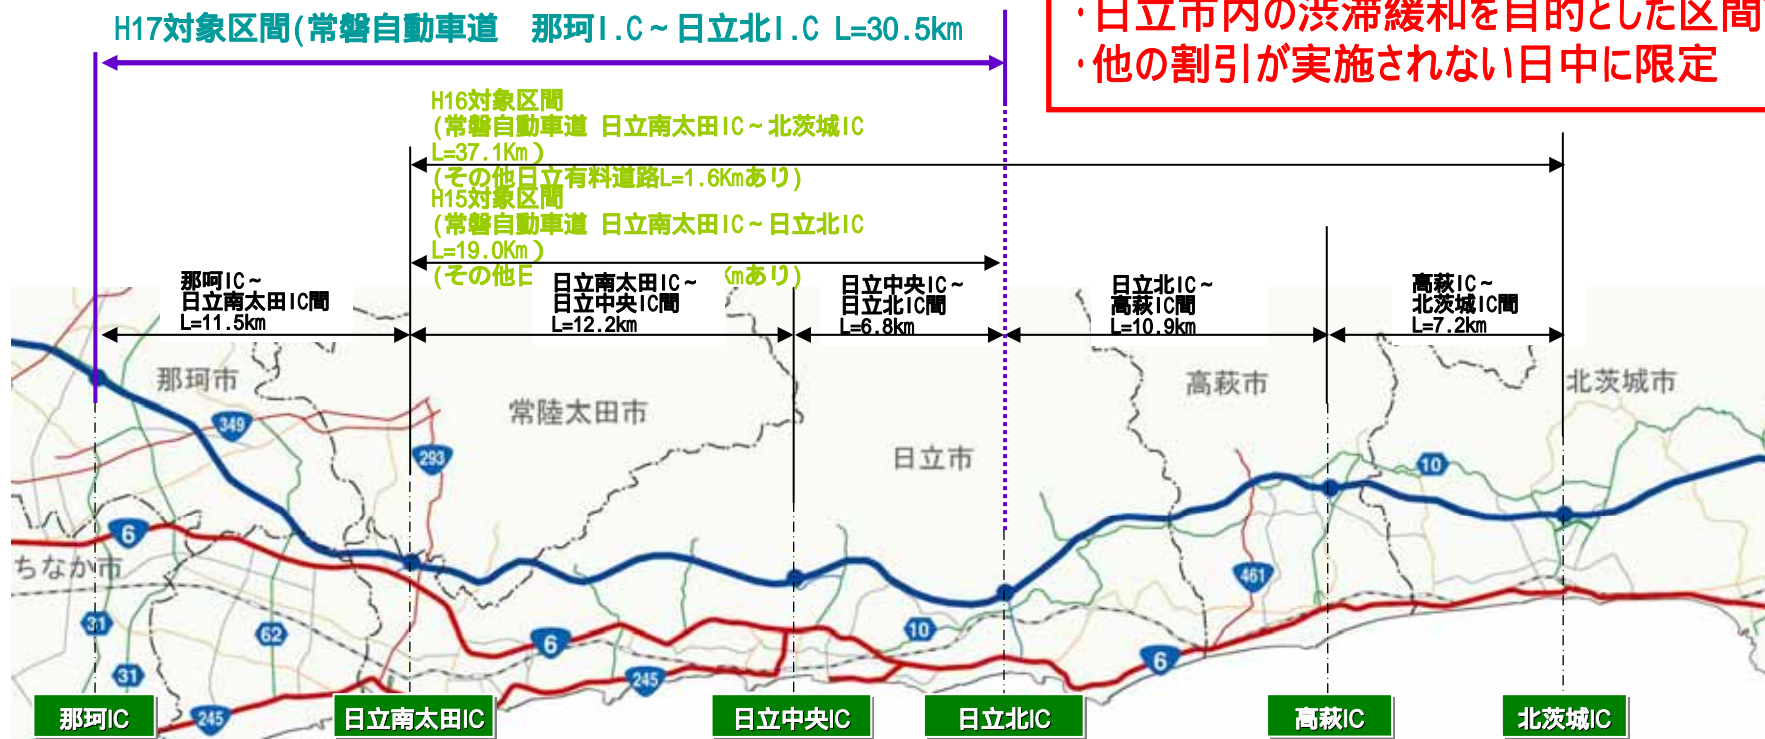 H17対象区間(常磐自動車道　那珂I.C~日立北I.C L=30.5km
・日立市内の渋滞緩和を目的とした区間
・他の割引が実施されない日中に限定
H16対象区間
(常磐自動車道 日立南太田IC~北茨城IC
L=37.1Km)
(その他日立有料道路L=1.6Kmあり)
H15対象区間
(常磐自動車道 日立南太田IC~日立北IC
L=19.0Km)
(その他日
Kmあり)
那珂IC~
日立南太田IC間
L=11.5km
日立南太田IC~
日立中央IC間
L=12.2km
日立中央IC~
日立北IC間
L=6.8km
日立北IC~
高萩IC間
L=10.9km
高萩IC~
北茨城IC間
L=7.2km
那珂市
常陸太田市
日立市
高萩市
北茨城市
349
293
10
6
ちなか市
461
31
62
6
10
6
31
245
245
那珂IC
日立南太田IC
日立中央IC
日立北IC
高萩IC
北茨城IC